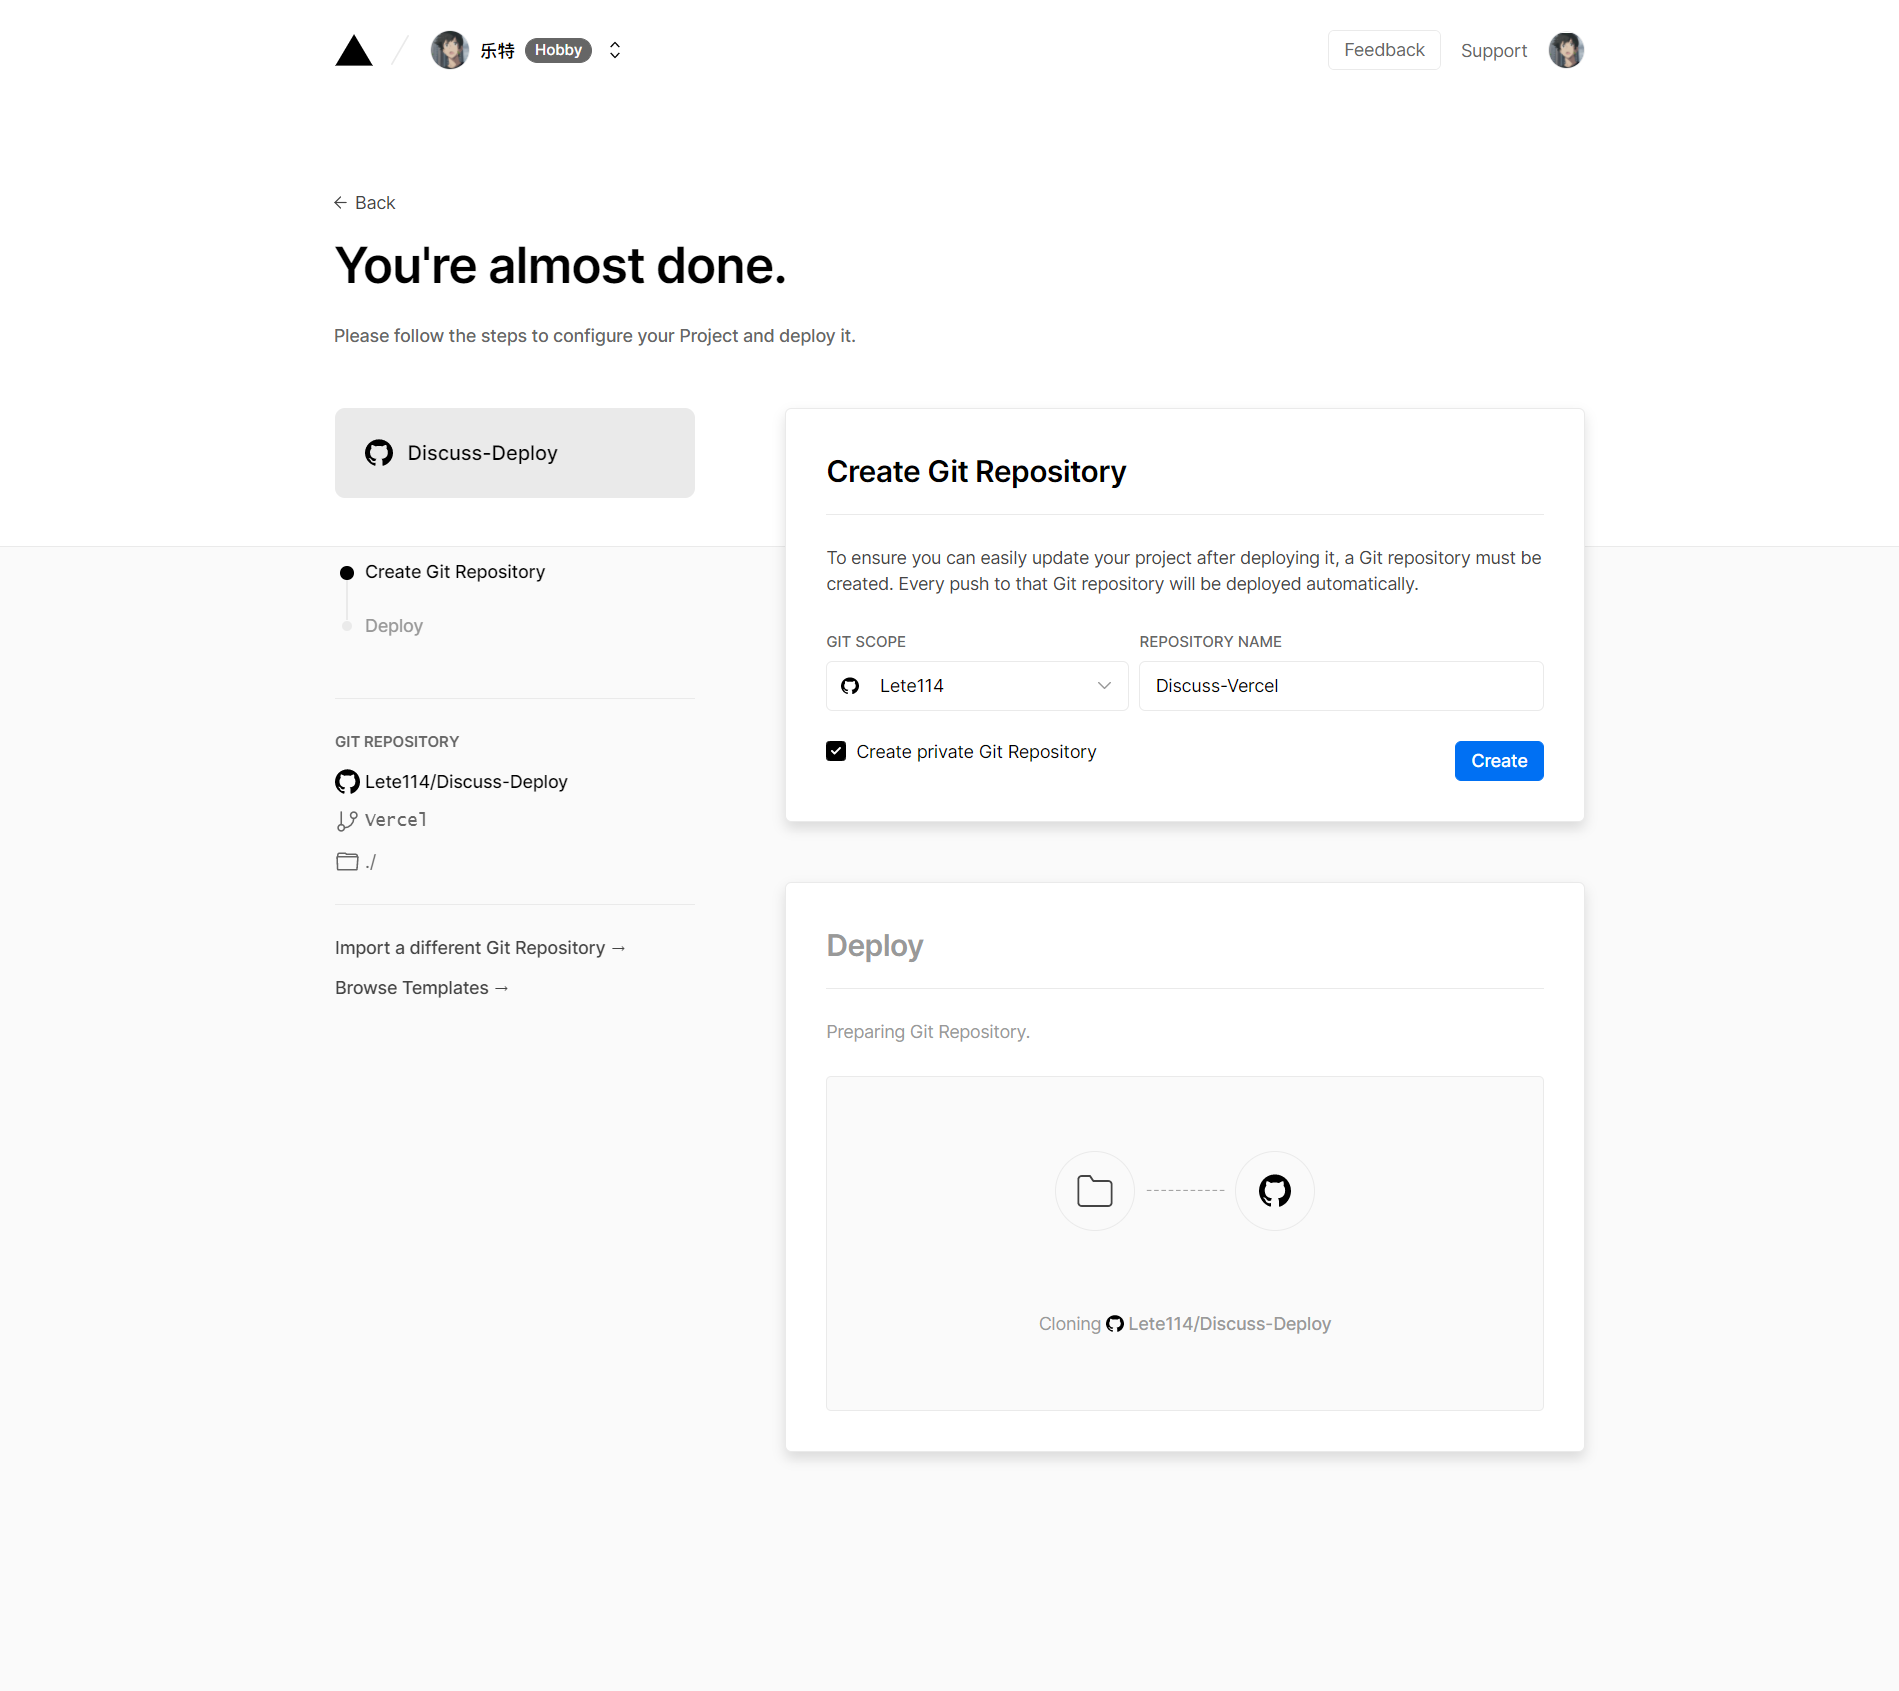 乐特 Hobby
Feedback
Support
← Back
You're almost done.
Please follow the steps to configure your Project and deploy it.
Discuss-Deploy
Create Git Repository
Deploy
GIT REPOSITORY
Lete114/Discuss-Deploy
Vercel
./
Import a different Git Repository →
Browse Templates →
Create Git Repository
To ensure you can easily update your project after deploying it, a Git repository must be
created. Every push to that Git repository will be deployed automatically.
GIT SCOPE
Lete114
REPOSITORY NAME
Discuss-Vercel
Create private Git Repository
Create
Deploy
Preparing Git Repository.
Cloning Lete114/Discuss-Deploy